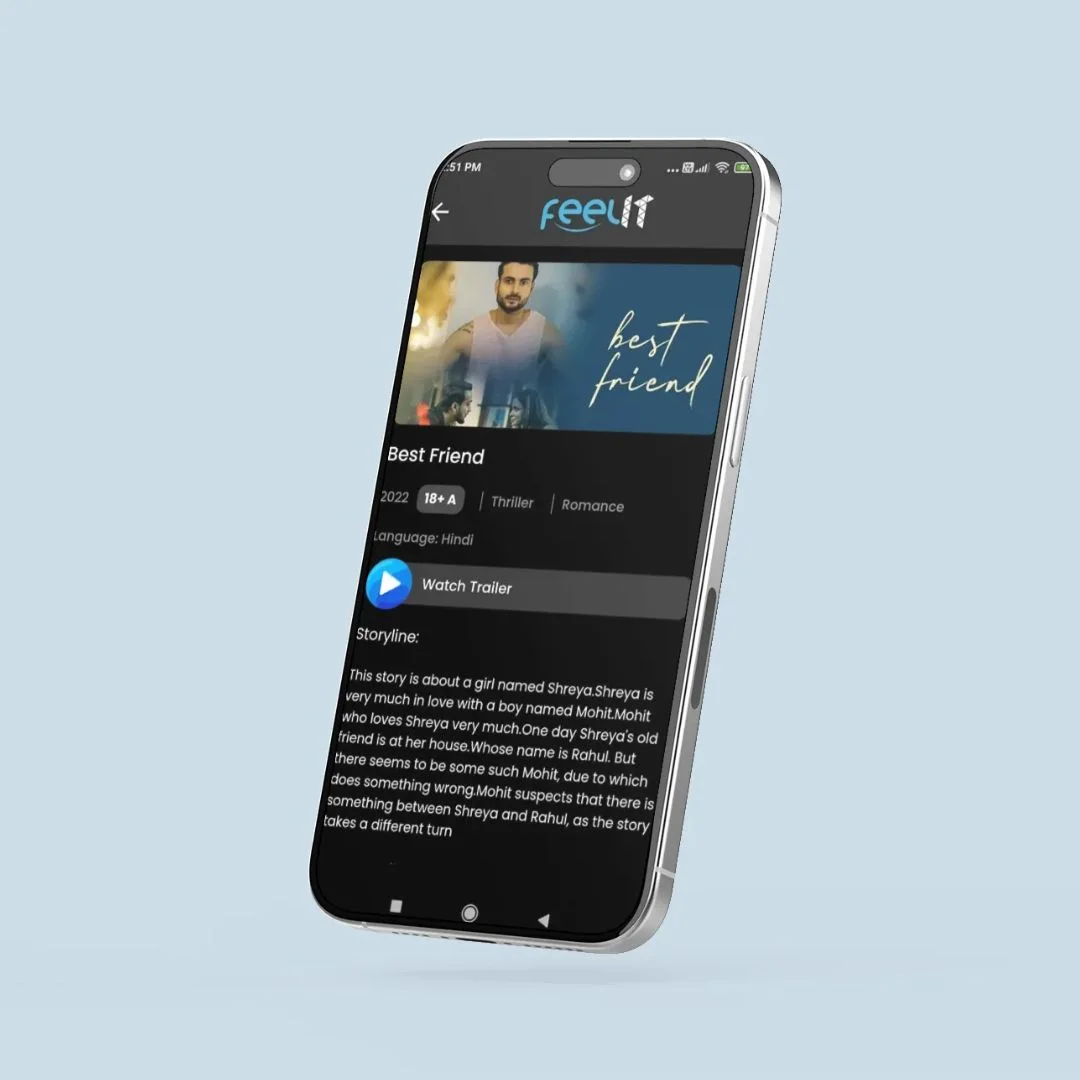 :51 PM
97
feelIT
best
friend
Best Friend
2022 18+ A | Thriller | Romance
Language: Hindi
Watch Trailer
Storyline:
This story is about a girl named Shreya.Shreya is
very much in love with a boy named Mohit.Mohit
who loves Shreya very much.One day Shreya's old
friend is at her house.Whose name is Rahul. But
there seems to be some such Mohit, due to which
does something wrong.Mohit suspects that there is
something between Shreya and Rahul, as the story
takes a different turn